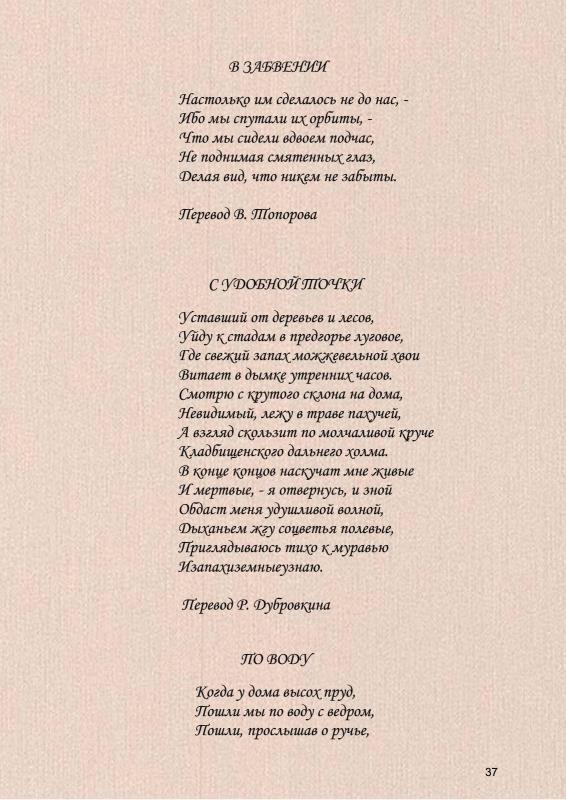 В ЗАБВЕНИИ
Настолько им сделалось не до нас, -
Ибо мы спутали их орбиты, -
Что мы сидели вдвоем подчас,
Не поднимая смятенных глаз,
Делая вид, что никем не забыты.
Перевод В. Топорова
С УДОБНОЙ ТОЧКИ
Уставший от деревьев и лесов,
Уйду к стадам в предгорье луговое,
Где свежий запах можжевельной хвои
Витает в дымке утренних часов.
Смотрю с крутого склона на дома,
Невидимый, лежу в траве пахучей,
А взгляд скользит по молчаливой круче
Кладбищенского дальнего холма.
В конце концов наскучат мне живые
И мертвые, - я отвернусь, и зной
Обдаст меня удушливой волной,
Дыханьем жгу соцветья полевые,
Приглядываюсь тихо к муравью
Изапахиземныеузнаю.
Перевод Р. Дубровкина
ПО ВОДУ
Когда у дома высох пруд,
Пошли мы по воду с ведром,
Пошли, прослышав о ручье,
37